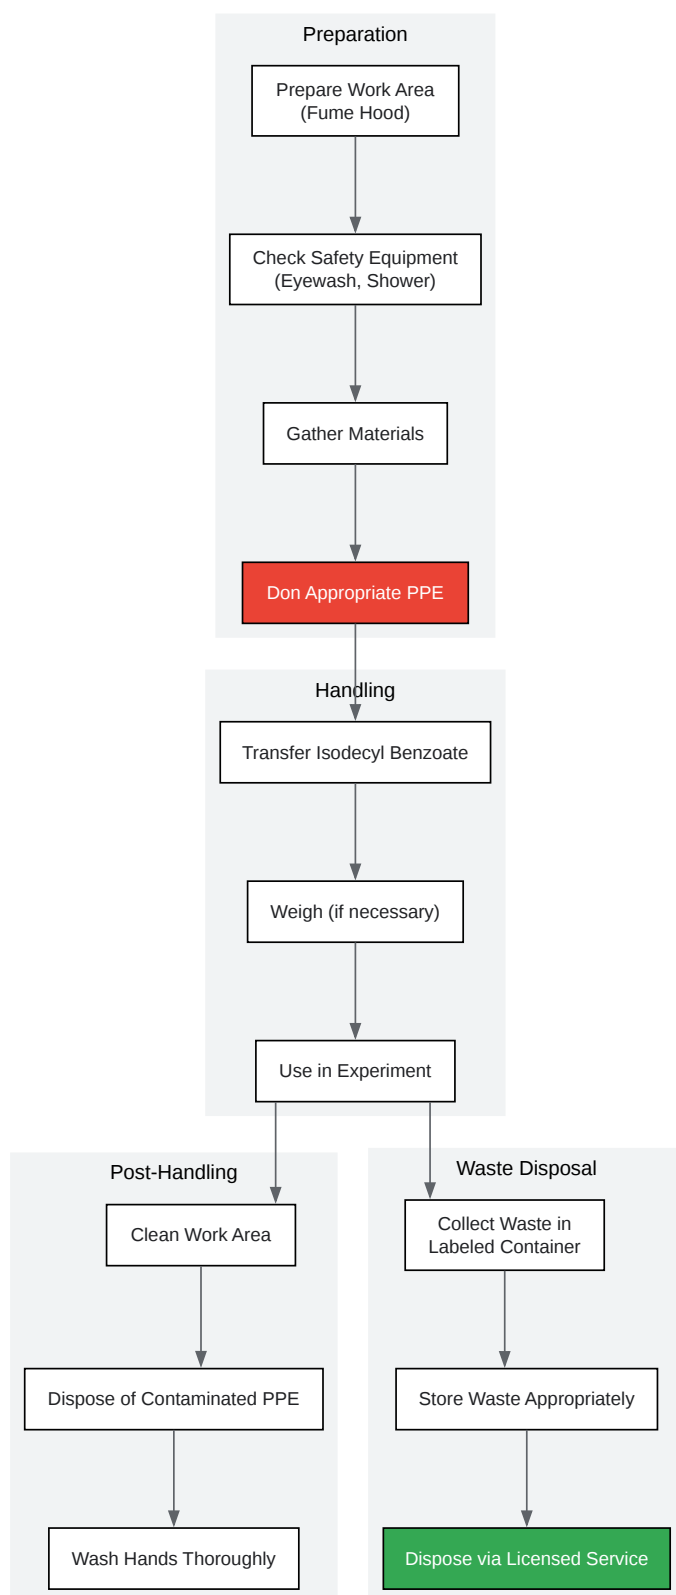 Preparation
Prepare Work Area
(Fume Hood)
Check Safety Equipment
(Eyewash, Shower)
Gather Materials
Don Appropriate PPE
Handling
Transfer Isodecyl Benzoate
Weigh (if necessary)
Use in Experiment
Post-Handling
Clean Work Area
Dispose of Contaminated PPE
Wash Hands Thoroughly
Waste Disposal
Collect Waste in
Labeled Container
Store Waste Appropriately
Dispose via Licensed Service